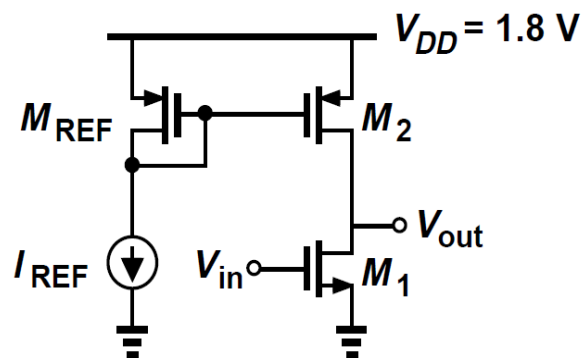 V_DD = 1.8 V
M_REF
M_2
V_out
I_REF
V_in
M_1